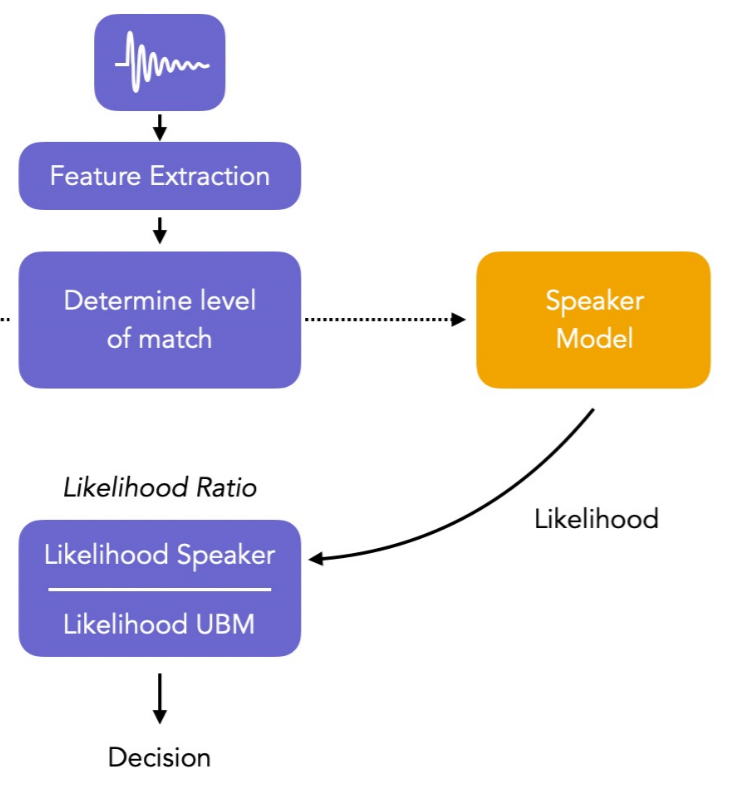 Feature Extraction
Determine level
of match
Speaker
Model
Likelihood Ratio
Likelihood
Likelihood Speaker
Likelihood UBM
Decision